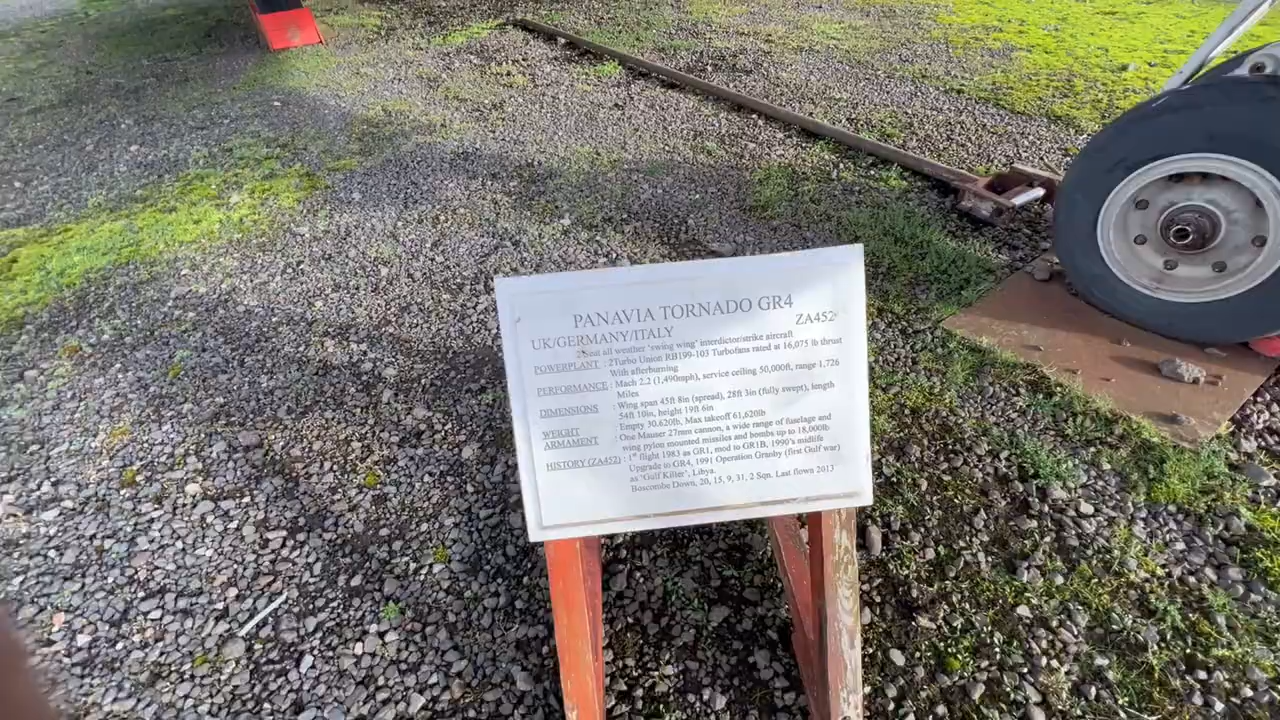 PANAVIA TORNADO GR4
UK/GERMANY/ITALY ZA452
2 Seat all weather 'swing wing' interdictor/strike aircraft
POWERPLANT : 2Turbo Union RB199-103 Turbofans rated at 16,075 lb thrust
With afterburning
PERFORMANCE : Mach 2.2 (1,490mph), service ceiling 50,000ft, range 1,726
Miles
DIMENSIONS : Wing span 45ft 8in (spread), 28ft 3in (fully swept), length
54ft 10in, height 19ft 6in
WEIGHT : Empty 30,620lb, Max takeoff 61,620lb
ARMAMENT : One Mauser 27mm cannon, a wide range of fuselage and
wing pylon mounted missiles and bombs up to 18,000lb
HISTORY (ZA452) : 1st flight 1983 as GR1, mod to GR1B, 1990's midlife
Upgrade to GR4, 1991 Operation Granby (first Gulf war)
as 'Gulf Killer', Libya.
Boscombe Down, 20, 15, 9, 31, 2 Sqn. Last flown 2013